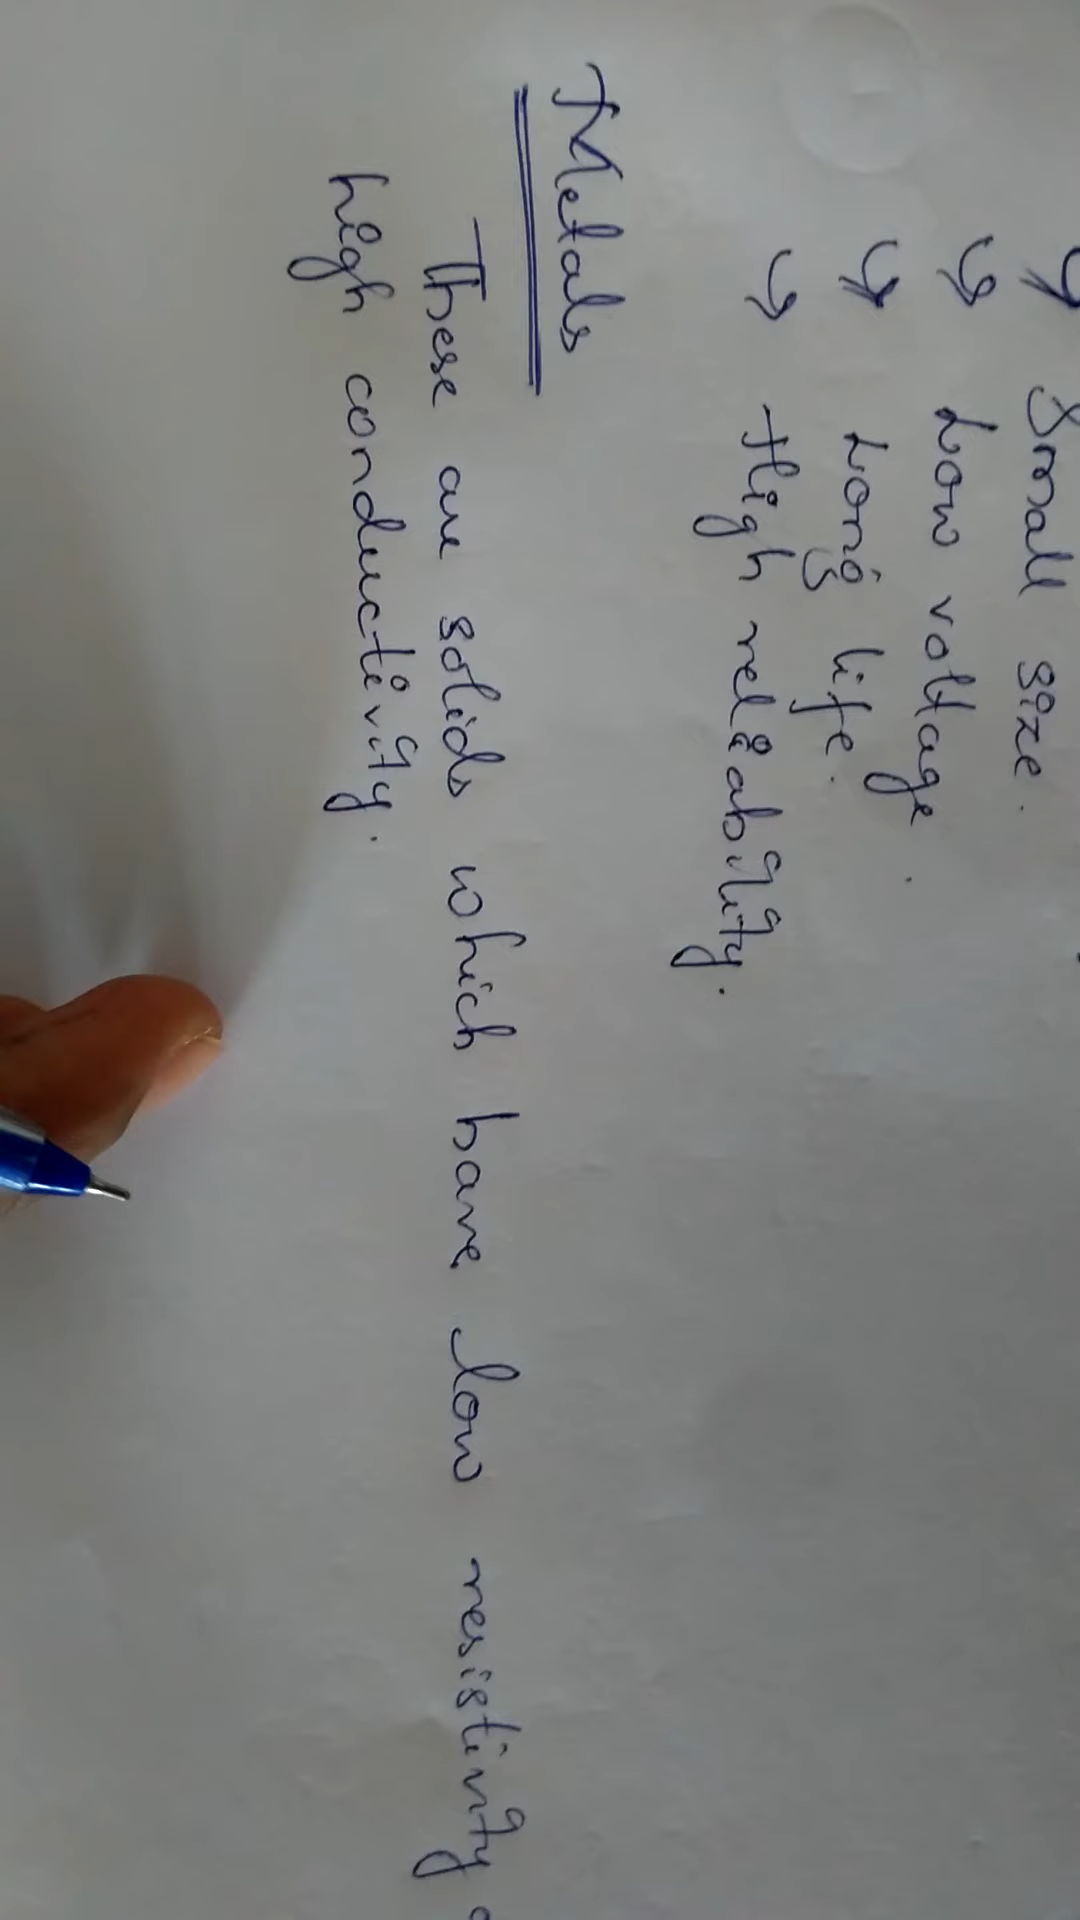 ↳ Small size.
↳ Low voltage.
↳ Long life.
↳ High reliability.
Metals
These are solids which have low resistivity
high conductivity.